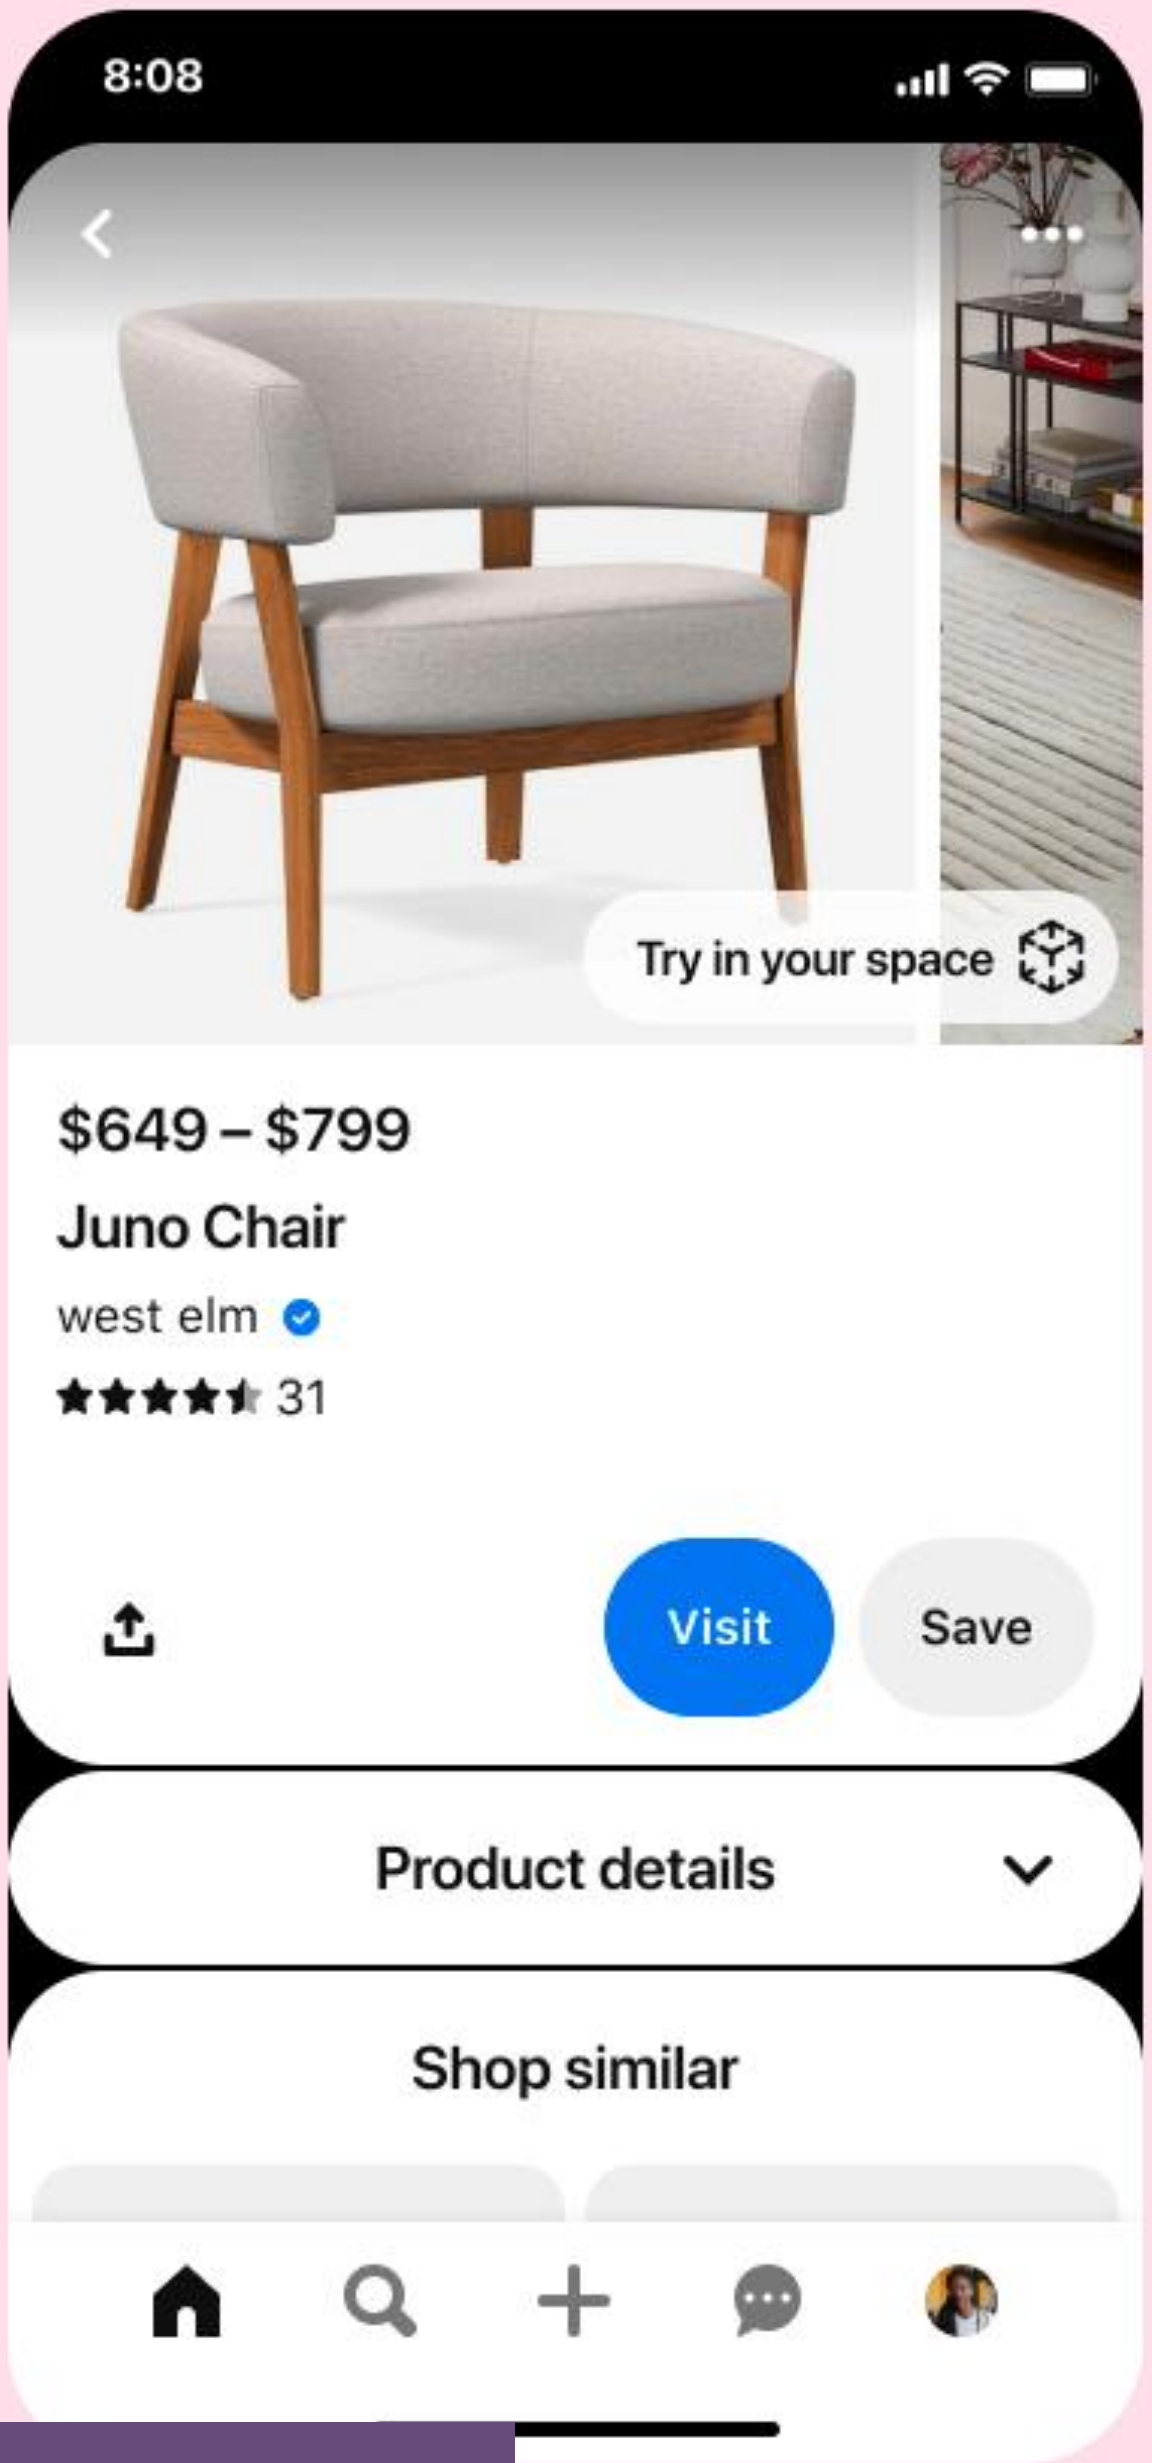 8:08
Try in your space
$649 – $799
Juno Chair
west elm
31
Visit
Save
Product details
Shop similar